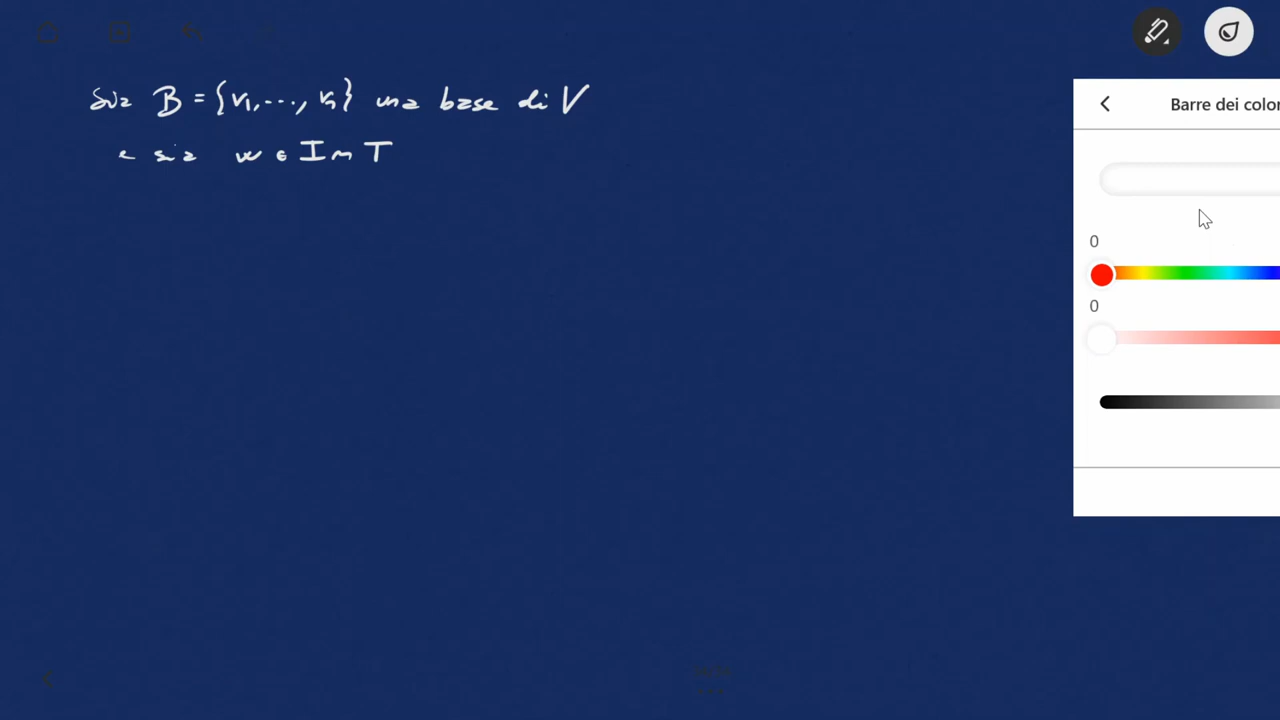 Sia B = {v₁, ..., vₙ} una base di V
e sia w ∈ Im T
Barre dei color
0
0